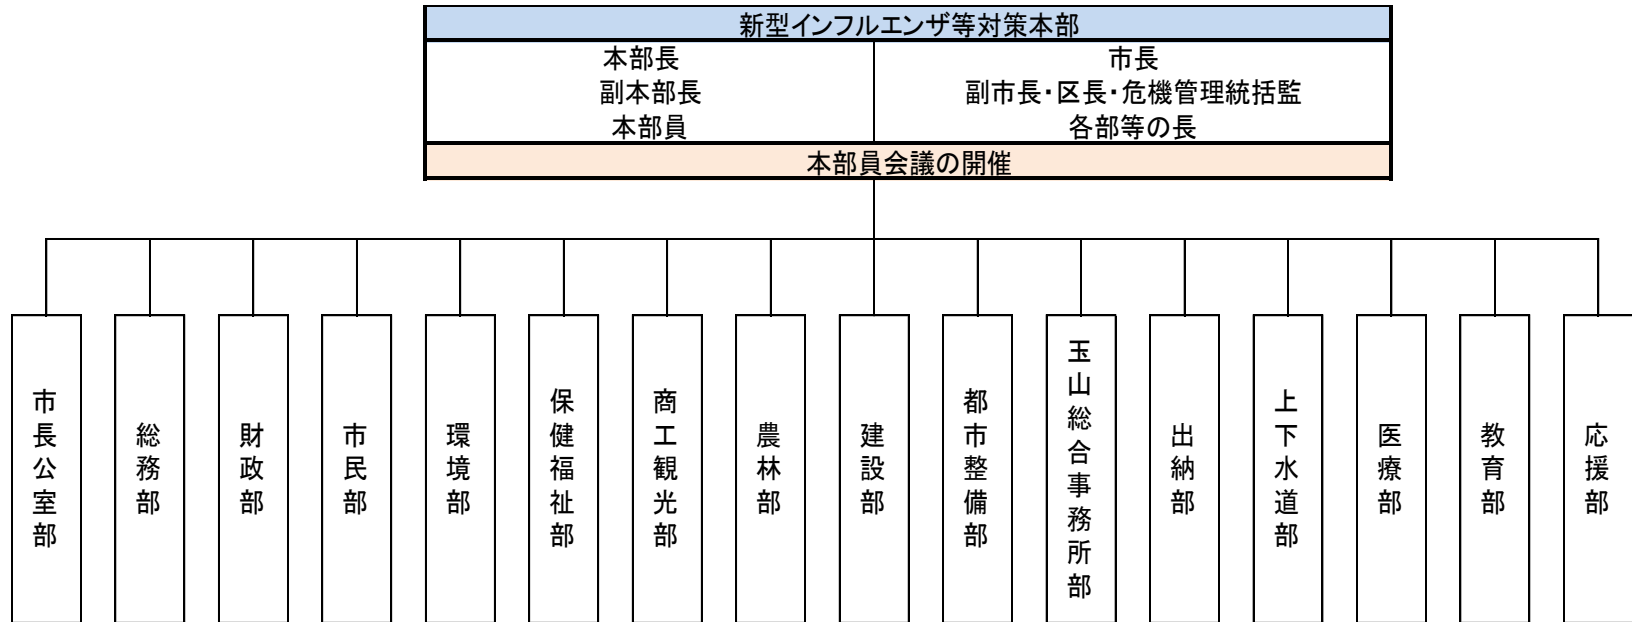 新型インフルエンザ等対策本部
本部長
市長
副本部長
副市長・区長・危機管理統括監
本部員
各部等の長
本部員会議の開催
市長公室部
総務部
財政部
市民部
環境部
保健福祉部
商工観光部
農林部
建設部
都市整備部
玉山総合事務所部
出納部
上下水道部
医療部
教育部
応援部